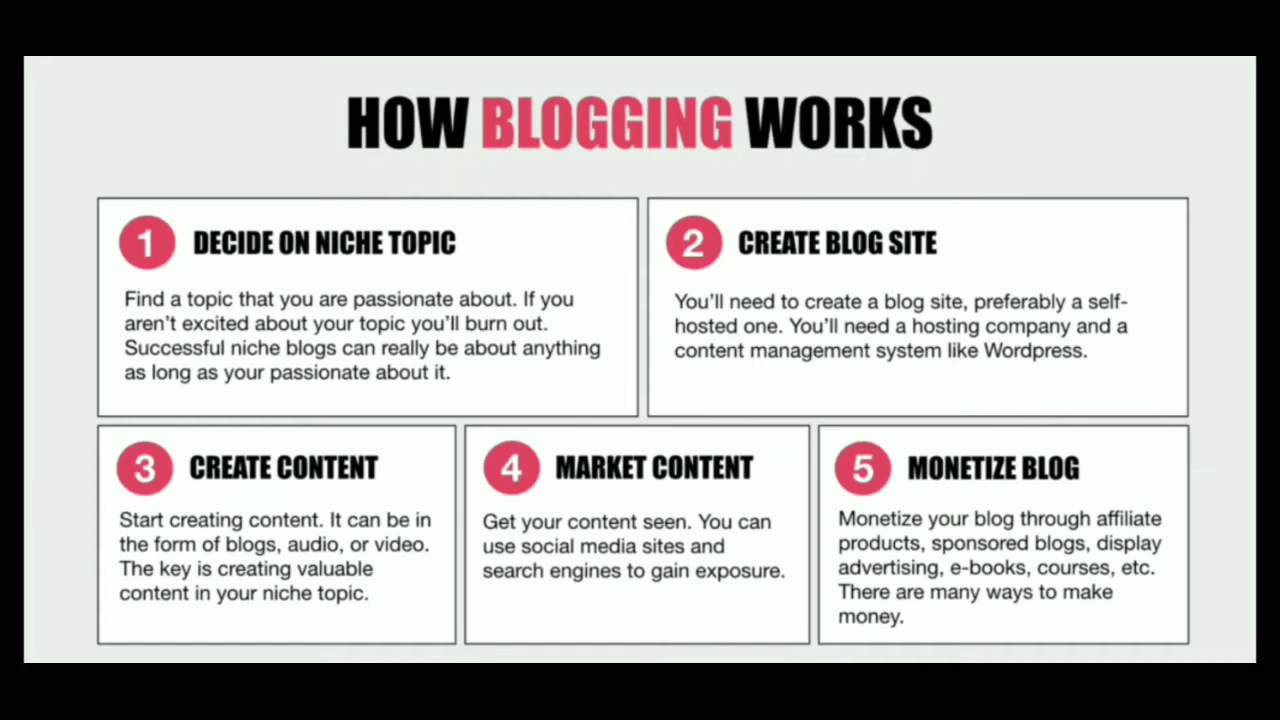 HOW BLOGGING WORKS
1 DECIDE ON NICHE TOPIC
Find a topic that you are passionate about. If you
aren't excited about your topic you'll burn out.
Successful niche blogs can really be about anything
as long as your passionate about it.
2 CREATE BLOG SITE
You'll need to create a blog site, preferably a self-
hosted one. You'll need a hosting company and a
content management system like Wordpress.
3 CREATE CONTENT
Start creating content. It can be in
the form of blogs, audio, or video.
The key is creating valuable
content in your niche topic.
4 MARKET CONTENT
Get your content seen. You can
use social media sites and
search engines to gain exposure.
5 MONETIZE BLOG
Monetize your blog through affiliate
products, sponsored blogs, display
advertising, e-books, courses, etc.
There are many ways to make
money.